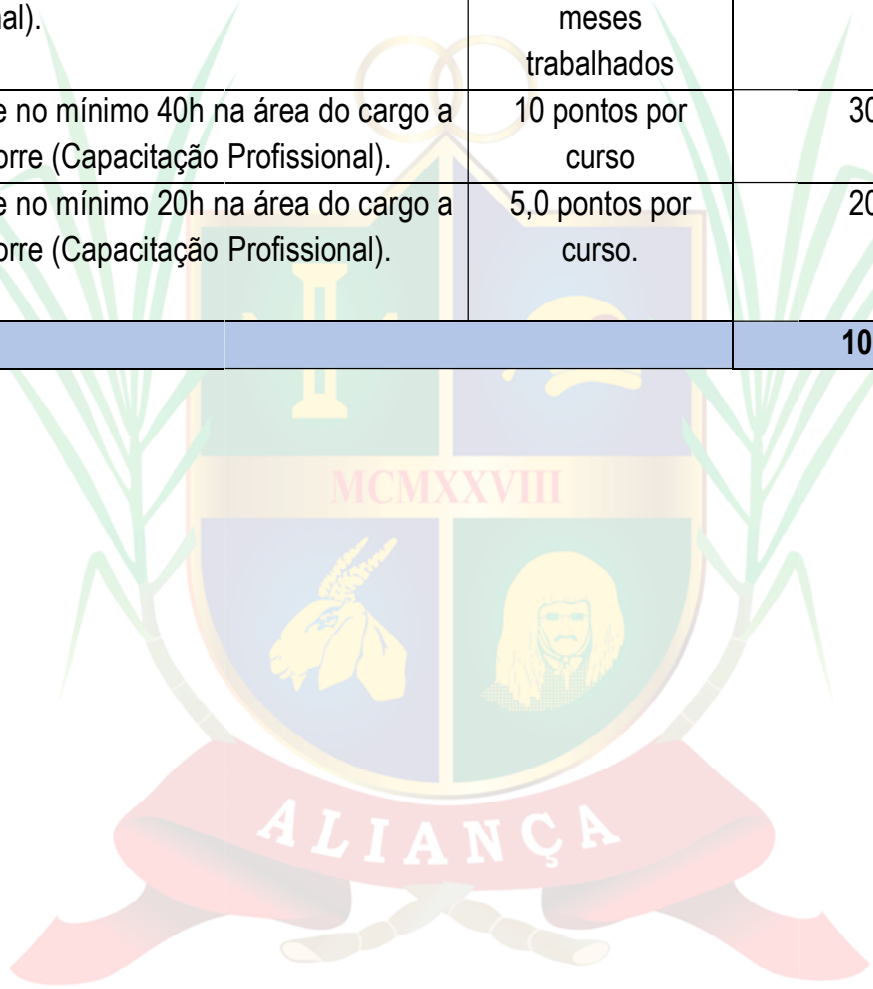 nal).
meses
trabalhados
e no mínimo 40h na área do cargo a
orre (Capacitação Profissional).
10 pontos por
curso
30
e no mínimo 20h na área do cargo a
orre (Capacitação Profissional).
5,0 pontos por
curso.
20
10
MCMXXVIII
ALIANÇA